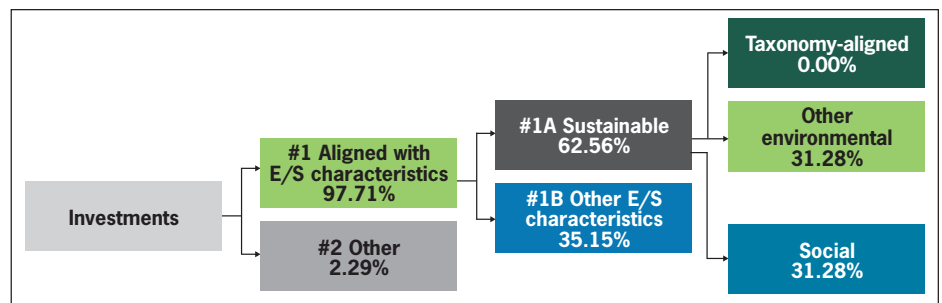 Investments
#1 Aligned with
E/S characteristics
97.71%
#2 Other
2.29%
#1A Sustainable
62.56%
#1B Other E/S
characteristics
35.15%
Taxonomy-aligned
0.00%
Other
environmental
31.28%
Social
31.28%